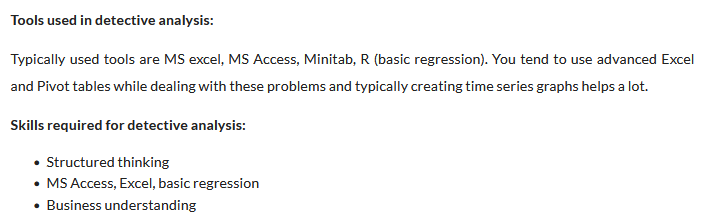 Tools used in detective analysis:
Typically used tools are MS excel, MS Access, Minitab, R (basic regression). You tend to use advanced Excel
and Pivot tables while dealing with these problems and typically creating time series graphs helps a lot.
Skills required for detective analysis:
• Structured thinking
• MS Access, Excel, basic regression
• Business understanding